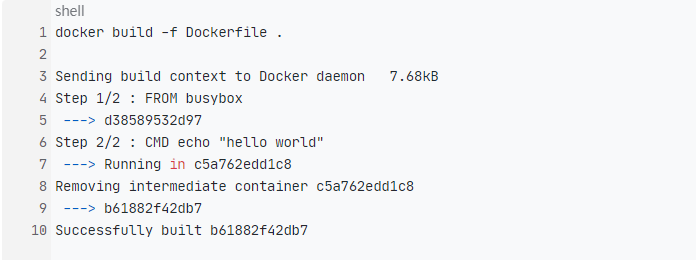 shell
1 docker build -f Dockerfile .
2
3 Sending build context to Docker daemon   7.68kB
4 Step 1/2 : FROM busybox
5  ---> d38589532d97
6 Step 2/2 : CMD echo "hello world"
7  ---> Running in c5a762edd1c8
8 Removing intermediate container c5a762edd1c8
9  ---> b61882f42db7
10 Successfully built b61882f42db7